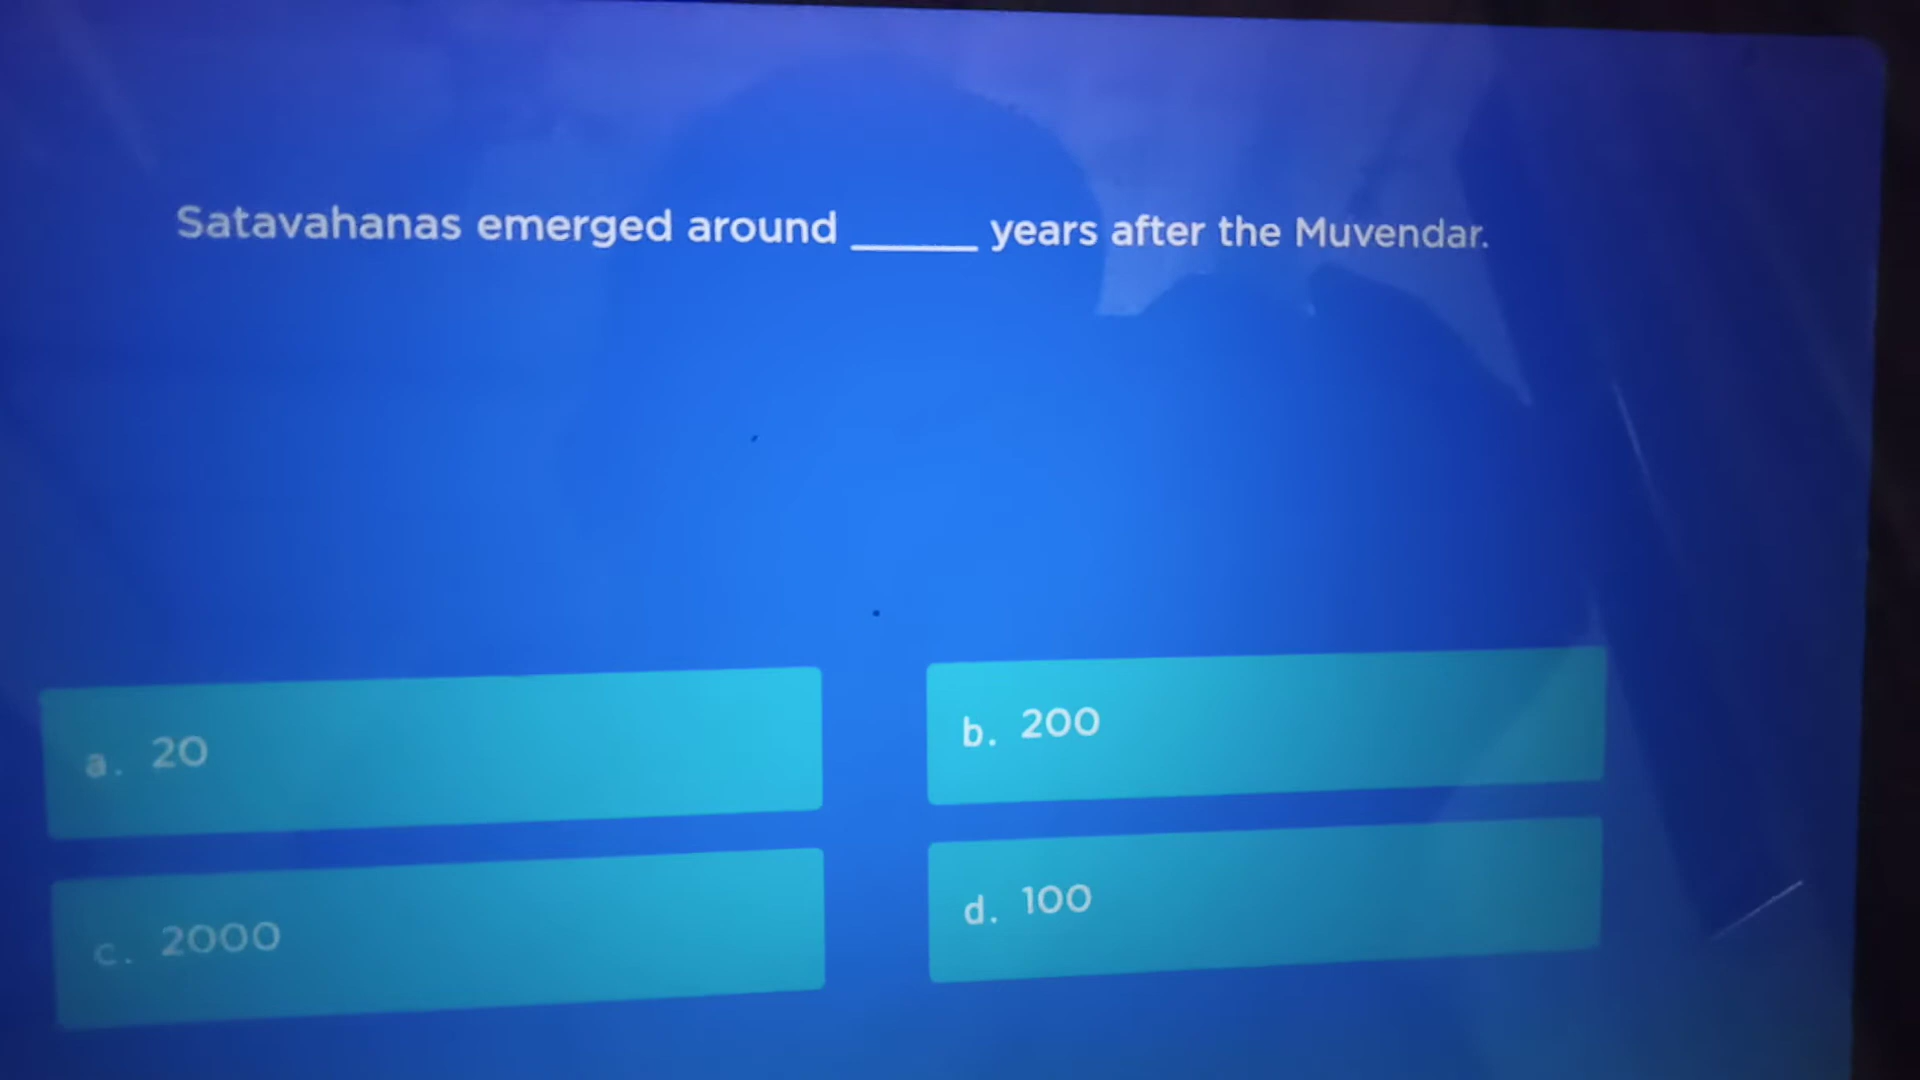 Satavahanas emerged around ______ years after the Muvendar.
a. 20
b. 200
c. 2000
d. 100